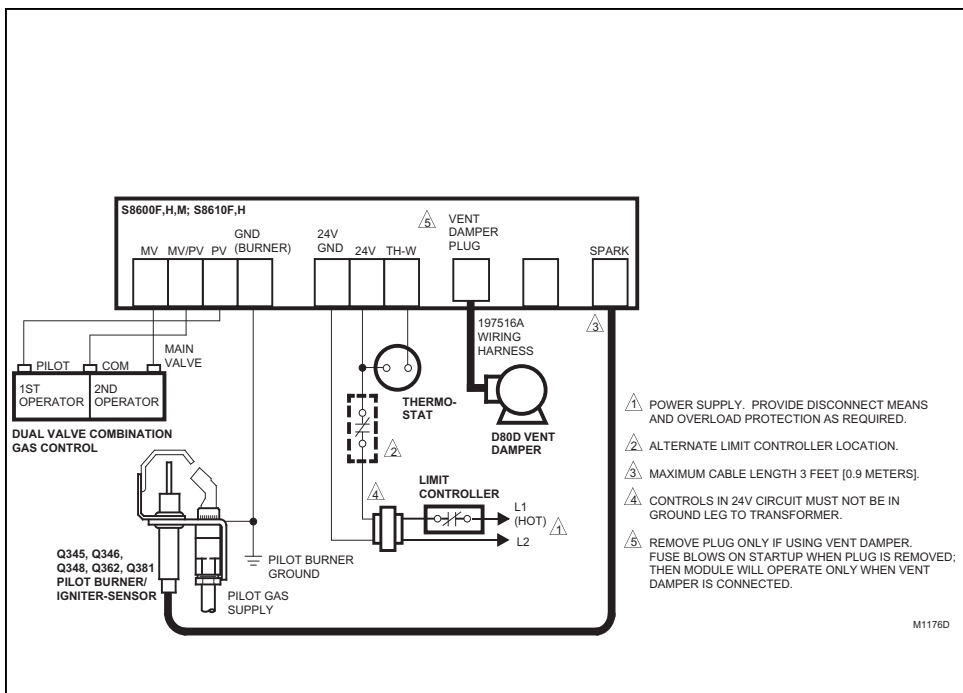 S8600F,H,M; S8610F,H
MV MV/PV PV
GND
(BURNER)
24V
GND
24V TH-W
5
VENT
DAMPER
PLUG
SPARK
3
197516A
WIRING
HARNESS
PILOT
COM
MAIN
VALVE
1ST
OPERATOR
2ND
OPERATOR
DUAL VALVE COMBINATION
GAS CONTROL
THERMO-
STAT
2
D80D VENT
DAMPER
4
LIMIT
CONTROLLER
L1
(HOT)
1
L2
PILOT BURNER
GROUND
Q345, Q346,
Q348, Q362, Q381
PILOT BURNER/
IGNITER-SENSOR
PILOT GAS
SUPPLY
1 POWER SUPPLY. PROVIDE DISCONNECT MEANS
AND OVERLOAD PROTECTION AS REQUIRED.
2 ALTERNATE LIMIT CONTROLLER LOCATION.
3 MAXIMUM CABLE LENGTH 3 FEET [0.9 METERS].
4 CONTROLS IN 24V CIRCUIT MUST NOT BE IN
GROUND LEG TO TRANSFORMER.
5 REMOVE PLUG ONLY IF USING VENT DAMPER.
FUSE BLOWS ON STARTUP WHEN PLUG IS REMOVED;
THEN MODULE WILL OPERATE ONLY WHEN VENT
DAMPER IS CONNECTED.
M1176D